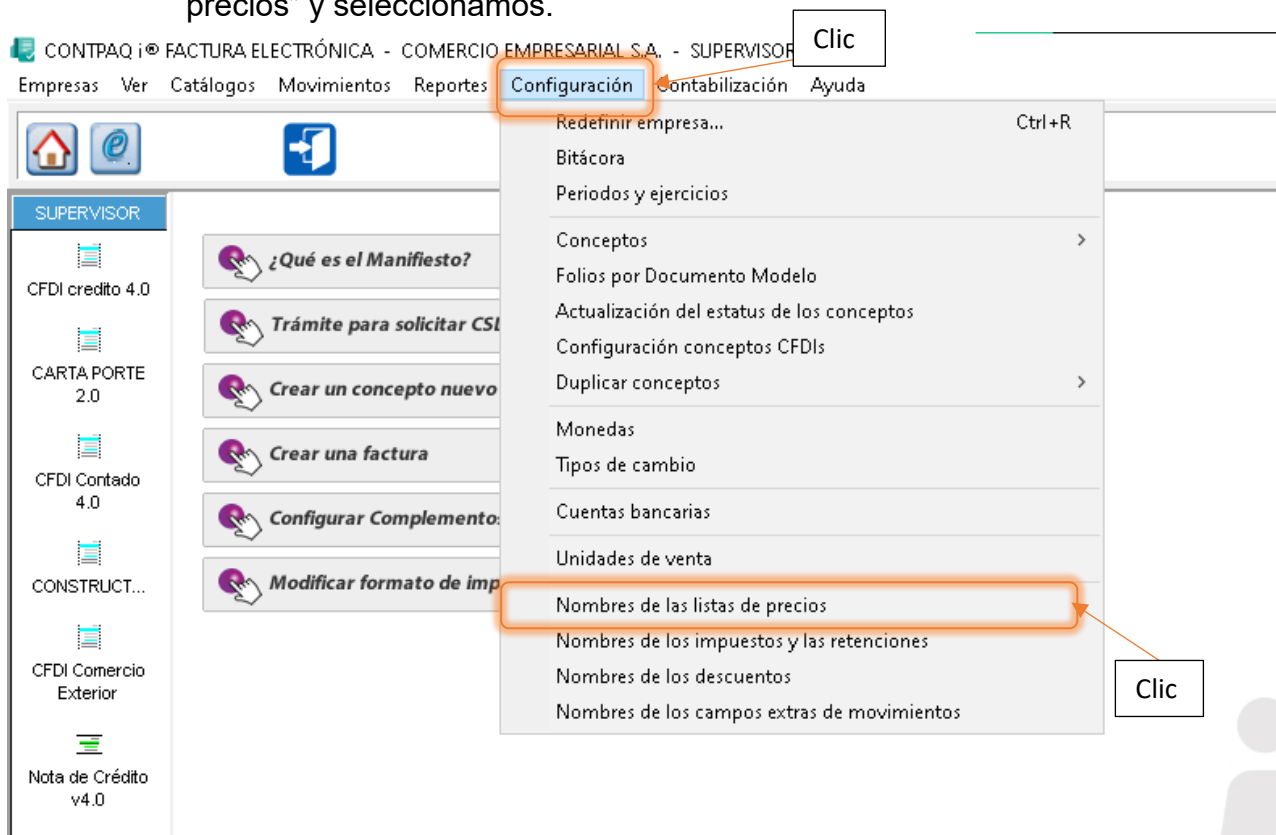 precios" y seleccionamos.
Clic
CONTPAQ i® FACTURA ELECTRÓNICA - COMERCIO EMPRESARIAL S.A. - SUPERVISOR
Empresas Ver Catálogos Movimientos Reportes Configuración Contabilización Ayuda
Redefinir empresa... Ctrl+R
Bitácora
Periodos y ejercicios
Conceptos >
Folios por Documento Modelo
Actualización del estatus de los conceptos
Configuración conceptos CFDIs
Duplicar conceptos >
Monedas
Tipos de cambio
Cuentas bancarias
Unidades de venta
Nombres de las listas de precios
Nombres de los impuestos y las retenciones
Nombres de los descuentos
Nombres de los campos extras de movimientos
Clic
SUPERVISOR
CFDI credito 4.0
CARTA PORTE
2.0
CFDI Contado
4.0
CONSTRUCT...
CFDI Comercio
Exterior
Nota de Crédito
v4.0
¿Qué es el Manifiesto?
Trámite para solicitar
Crear un concepto nuevo
Crear una factura
Configurar
Modificar formato de